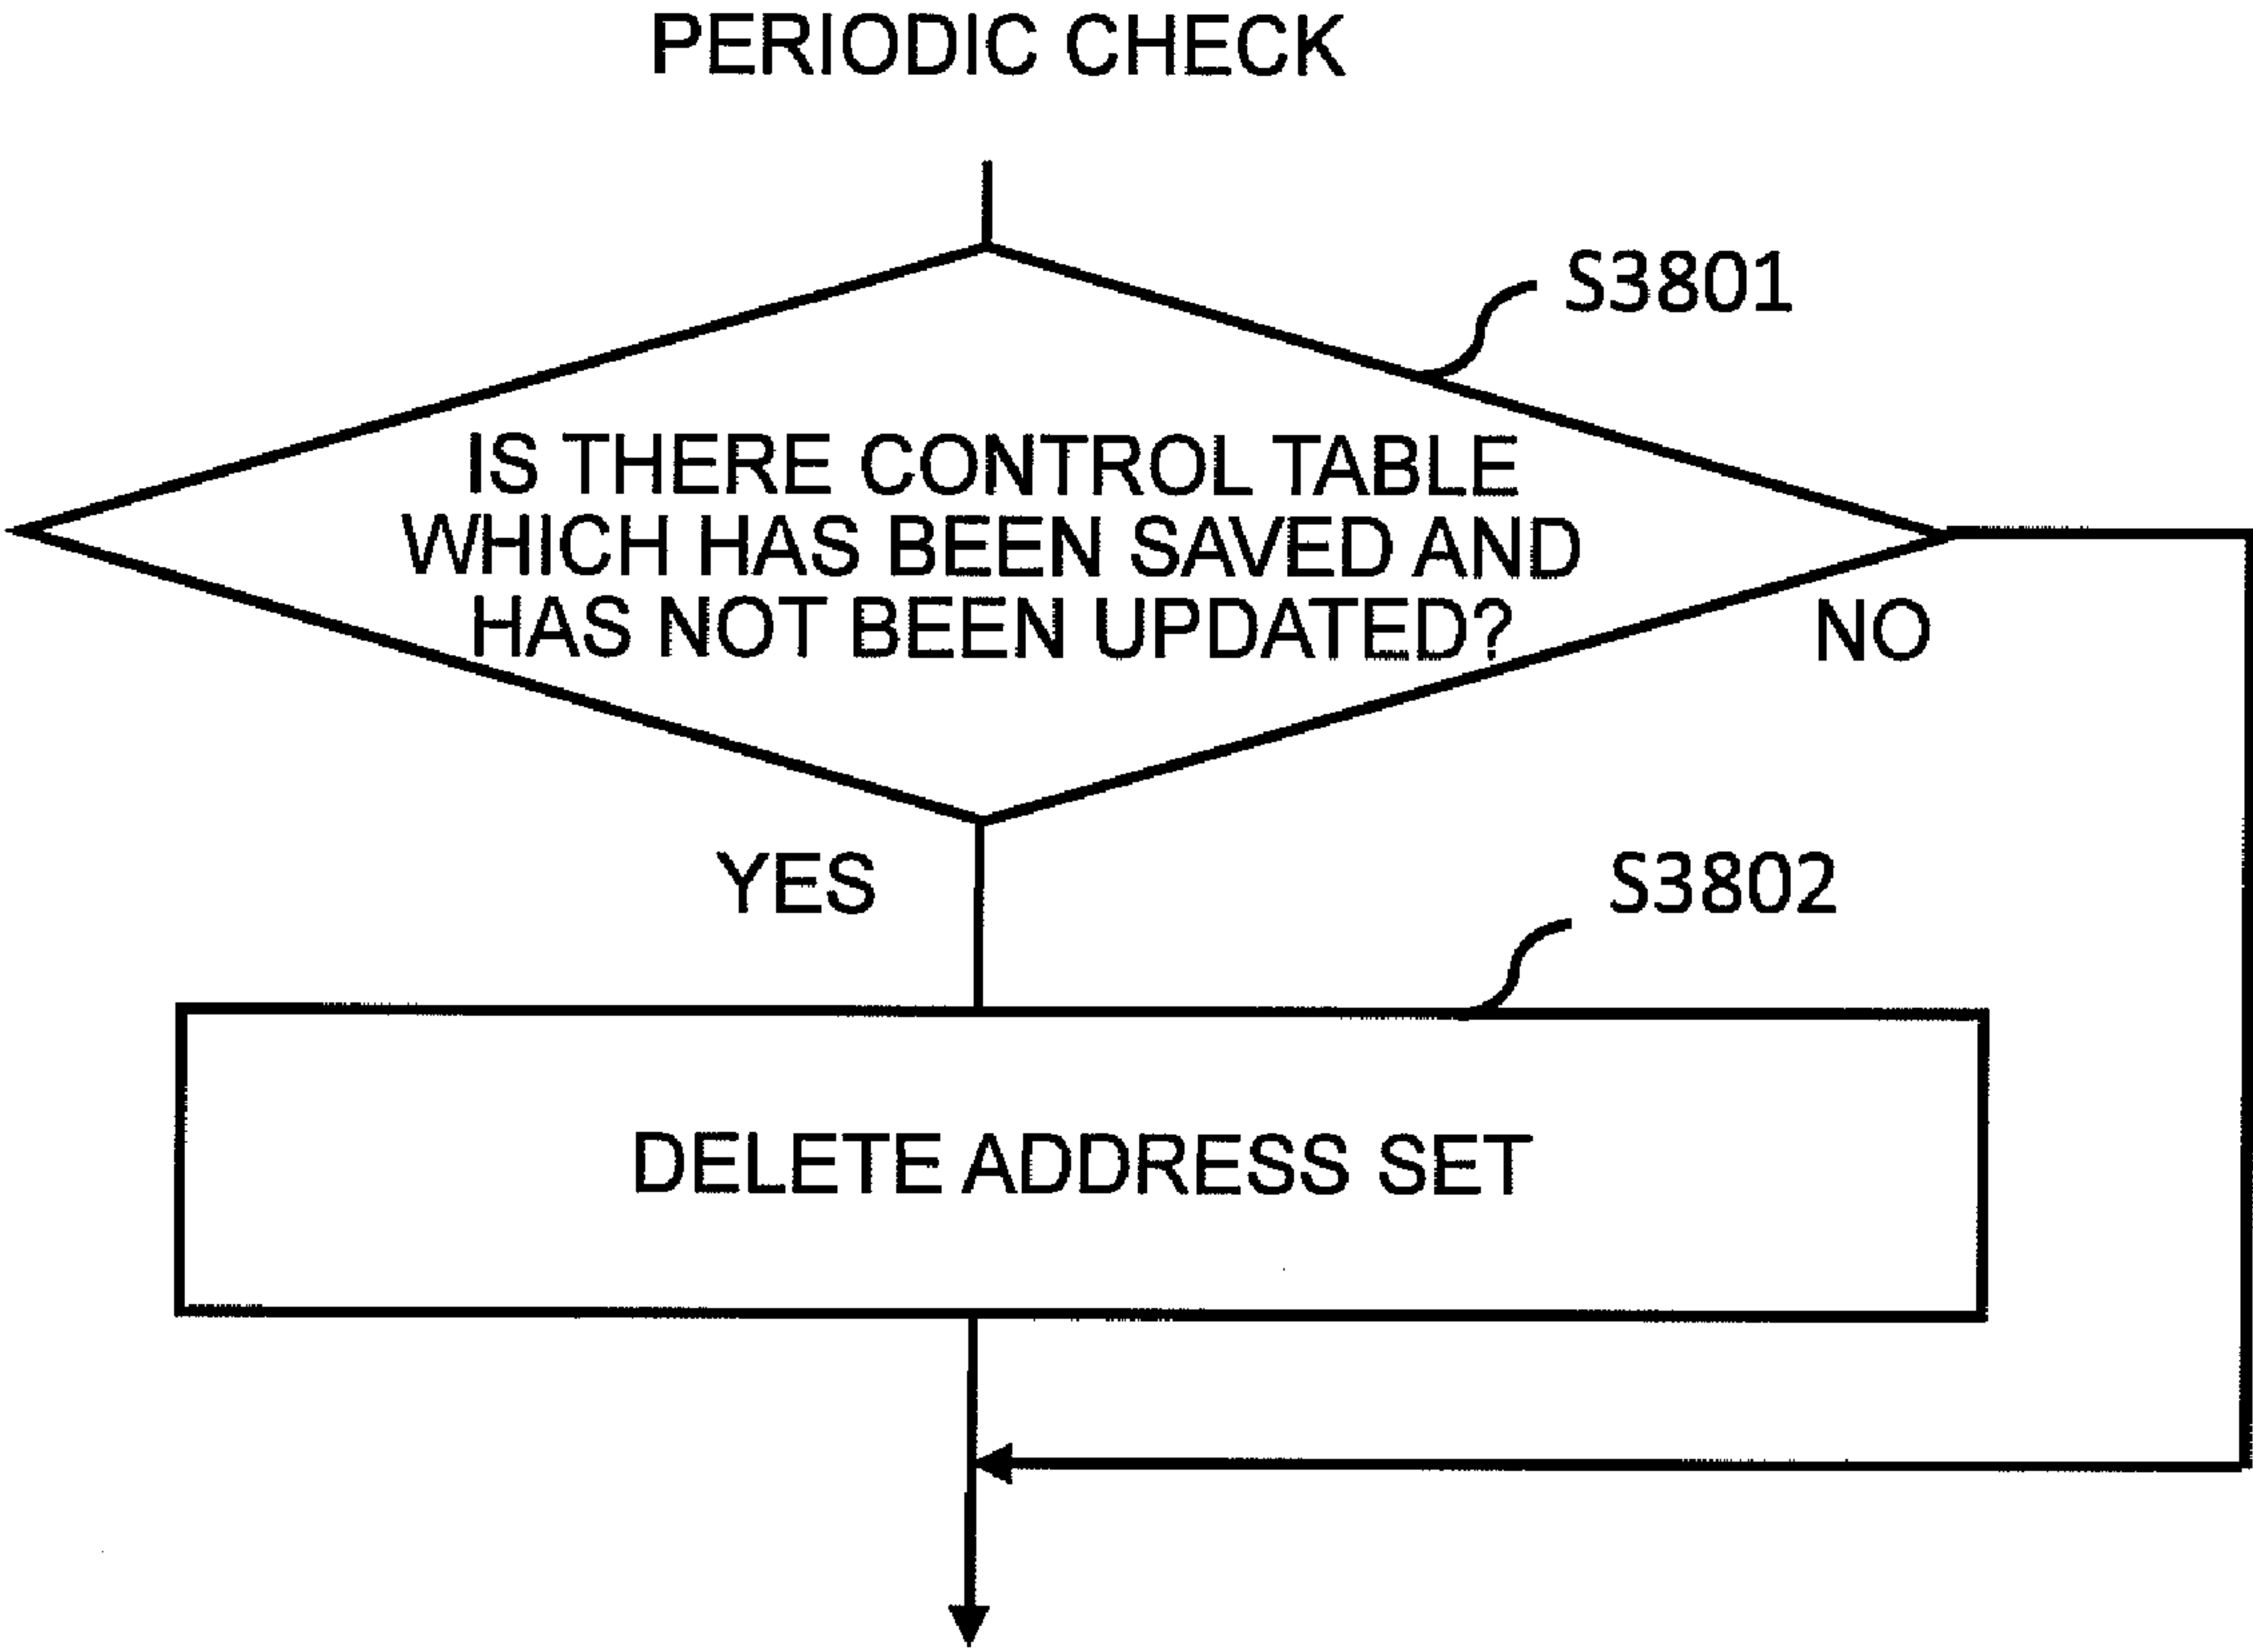 PERIODIC CHECK
S3801
IS THERE CONTROL TABLE
WHICH HAS BEEN SAVED AND
HAS NOT BEEN UPDATED?
NO
YES
S3802
DELETE ADDRESS SET